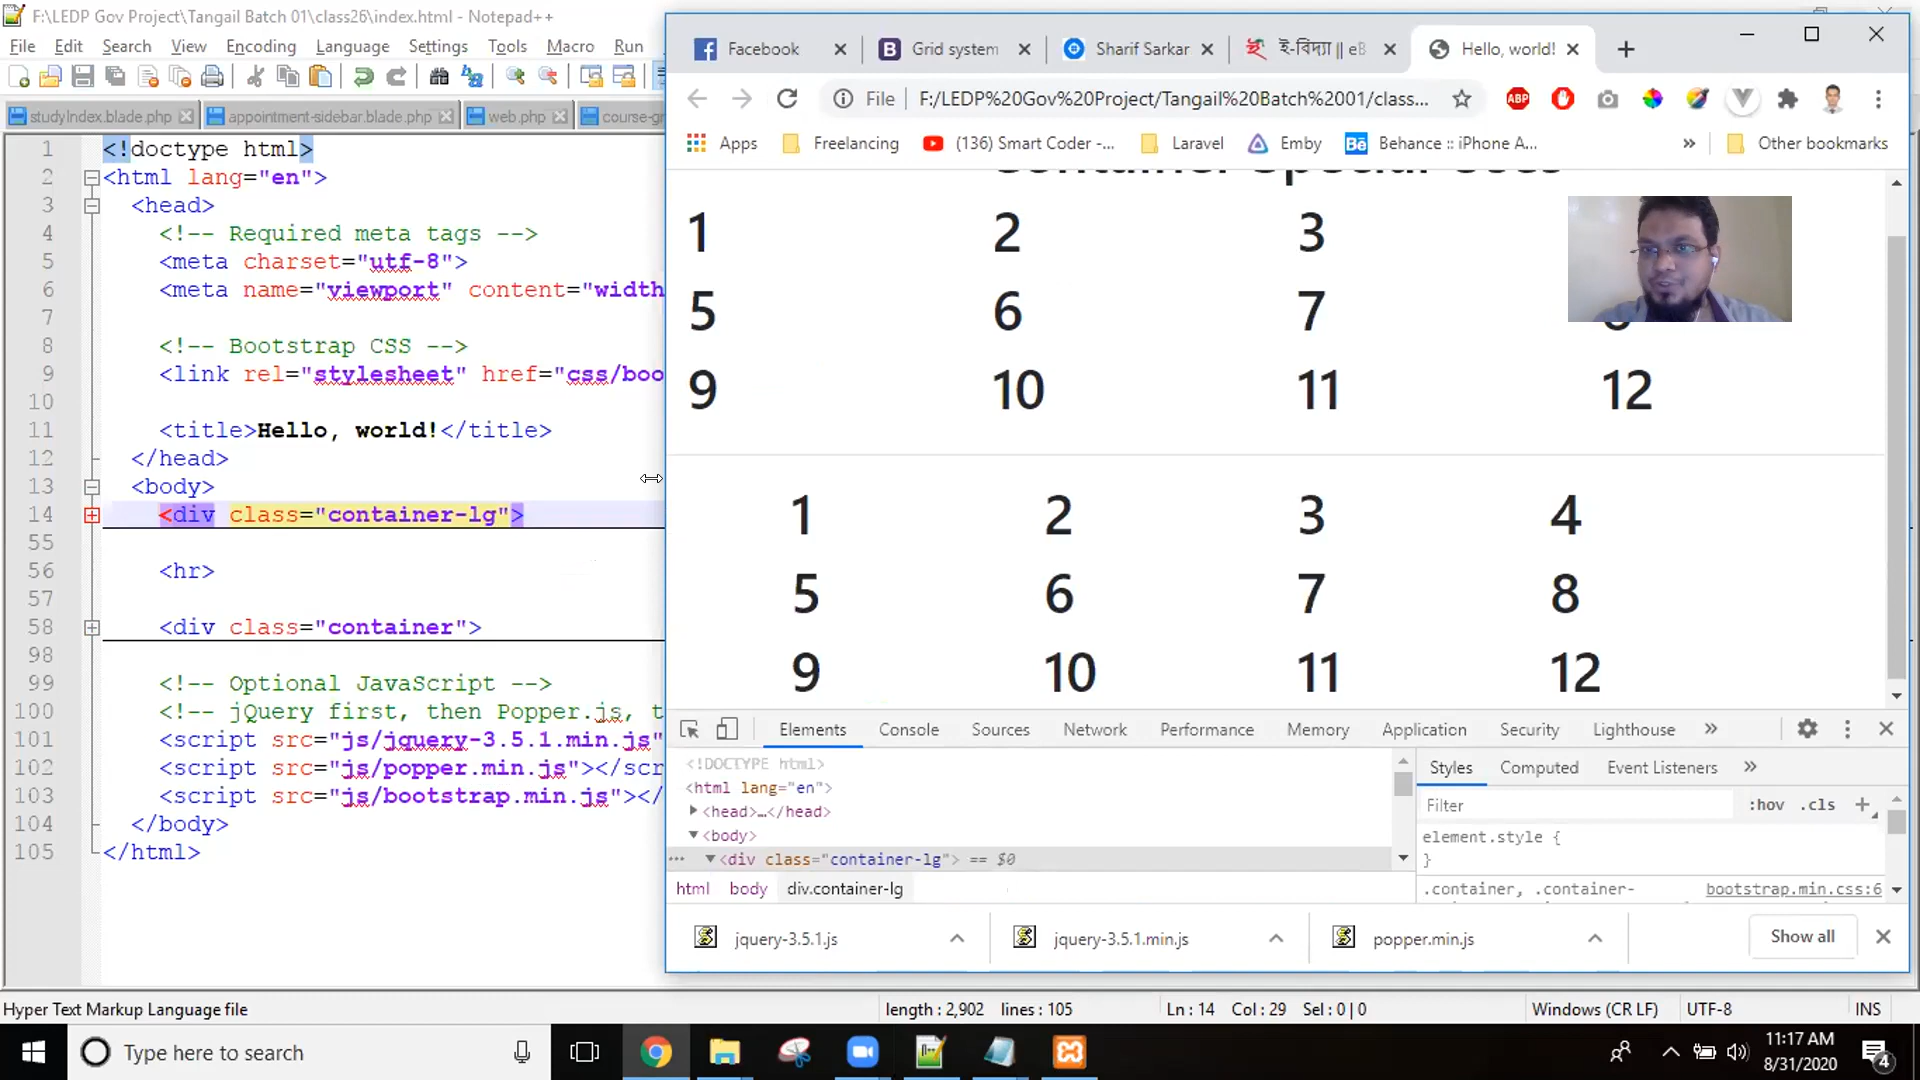 F:\LEDP Gov Project\Tangail Batch 01\class26\index.html - Notepad++
File Edit Search View Encoding Language Settings Tools Macro Run
studyIndex.blade.php appointment-sidebar.blade.php web.php course-gr
1 <!doctype html>
2 <html lang="en">
3 <head>
4 <!-- Required meta tags -->
5 <meta charset="utf-8">
6 <meta name="viewport" content="width
7
8 <!-- Bootstrap CSS -->
9 <link rel="stylesheet" href="css/boo
10
11 <title>Hello, world!</title>
12 </head>
13 <body>
14 <div class="container-lg">
55
56 <hr>
57
58 <div class="container">
98
99 <!-- Optional JavaScript -->
100 <!-- jQuery first, then Popper.js, t
101 <script src="js/jquery-3.5.1.min.js"
102 <script src="js/popper.min.js"></scr
103 <script src="js/bootstrap.min.js"></
104 </body>
105 </html>
Facebook Grid system Sharif Sarkar ই-বিদ্যা || eB Hello, world!
File F:/LEDP%20Gov%20Project/Tangail%20Batch%2001/class...
ABP
Apps Freelancing (136) Smart Coder -... Laravel Emby Bē Behance :: iPhone A... » Other bookmarks
Container Special Uses
1 2 3
5 6 7
9 10 11 12
1 2 3 4
5 6 7 8
9 10 11 12
Elements Console Sources Network Performance Memory Application Security Lighthouse »
<!DOCTYPE html>
<html lang="en">
<head>…</head>
<body>
<div class="container-lg"> == $0
html body div.container-lg
Styles Computed Event Listeners »
Filter :hov .cls +
element.style {
}
.container, .container- bootstrap.min.css:6
jquery-3.5.1.js jquery-3.5.1.min.js popper.min.js Show all
Hyper Text Markup Language file length : 2,902 lines : 105 Ln : 14 Col : 29 Sel : 0 | 0 Windows (CR LF) UTF-8 INS
Type here to search
11:17 AM
8/31/2020
4